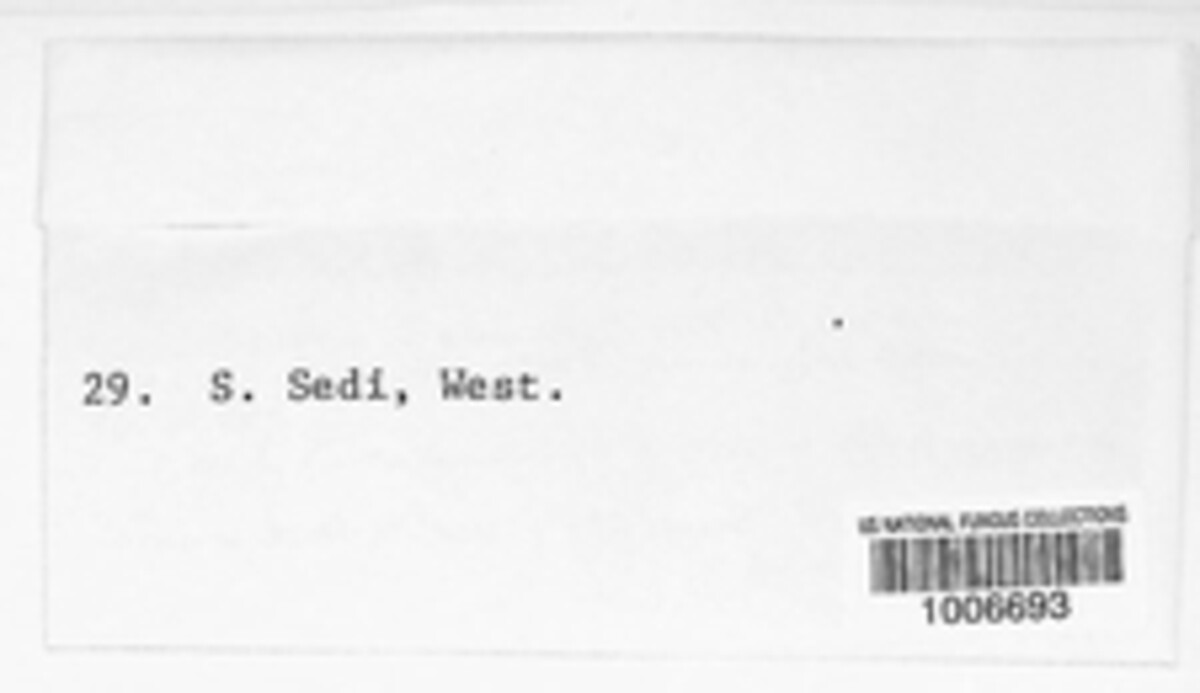 29. S. Sedi, West.
US NATIONAL FUNGUS COLLECTIONS
1006693